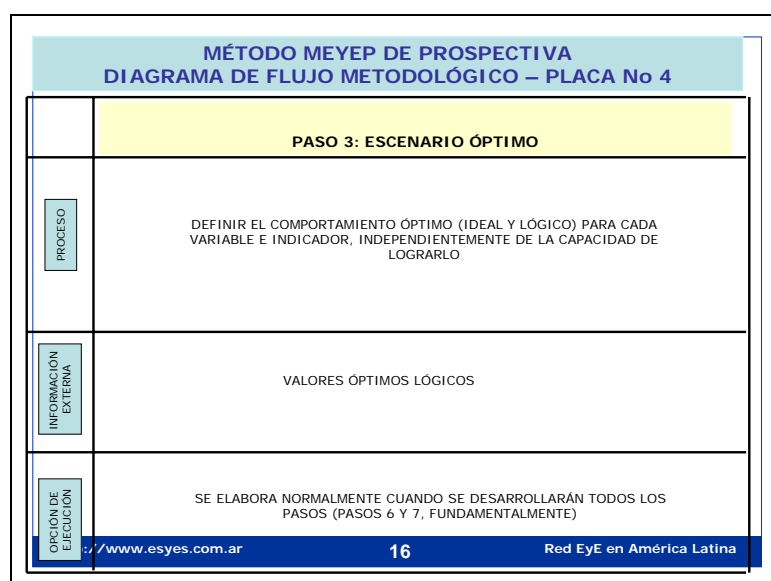 MÉTODO MEYEP DE PROSPECTIVA
DIAGRAMA DE FLUJO METODOLÓGICO – PLACA No 4
PASO 3: ESCENARIO ÓPTIMO
PROCESO
DEFINIR EL COMPORTAMIENTO ÓPTIMO (IDEAL Y LÓGICO) PARA CADA
VARIABLE E INDICADOR, INDEPENDIENTEMENTE DE LA CAPACIDAD DE
LOGRARLO
INFORMACIÓN
EXTERNA
VALORES ÓPTIMOS LÓGICOS
OPCIÓN DE
EJECUCIÓN
SE ELABORA NORMALMENTE CUANDO SE DESARROLLARÁN TODOS LOS
PASOS (PASOS 6 Y 7, FUNDAMENTALMENTE)
://www.esyes.com.ar
16
Red EyE en América Latina